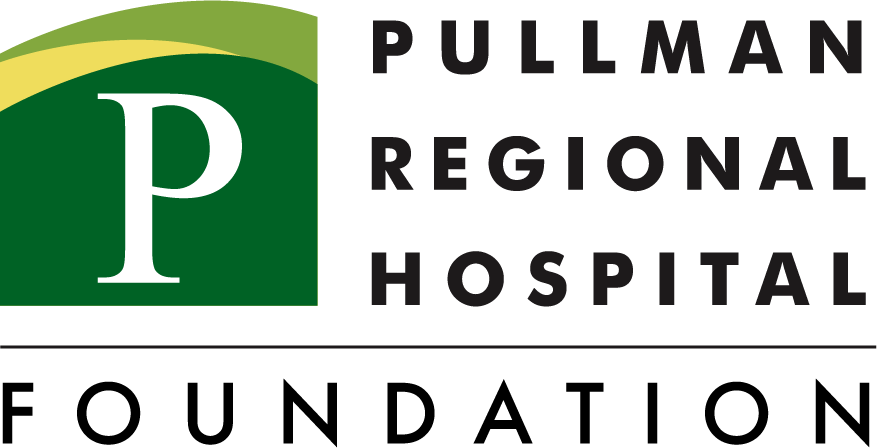 P
PULLMAN
REGIONAL
HOSPITAL
FOUNDATION